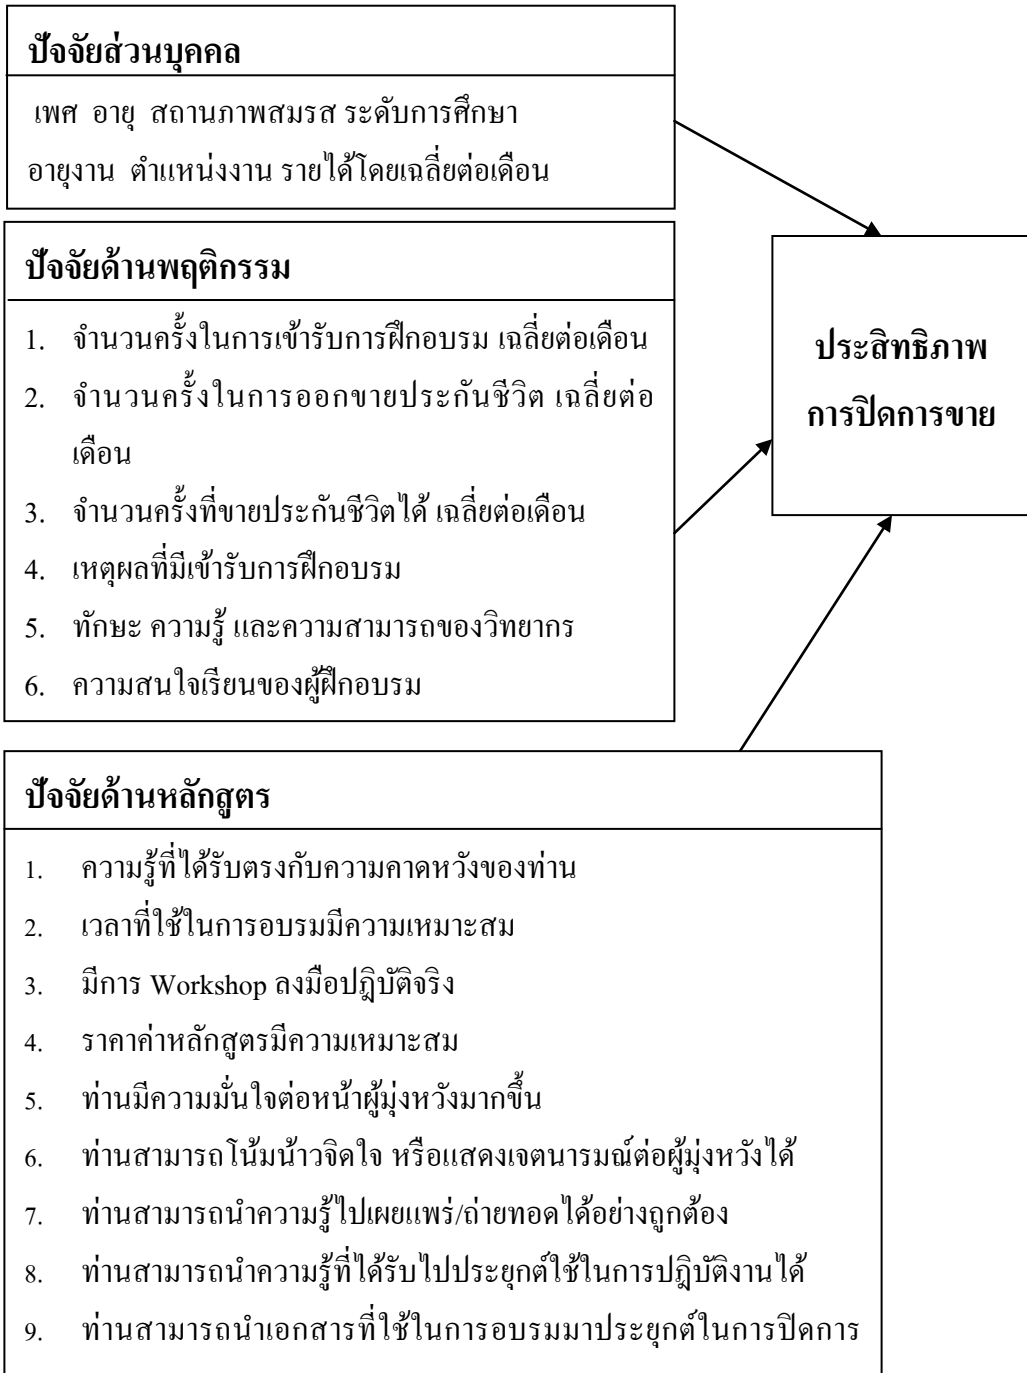 ปัจจัยส่วนบุคคล
เพศ อายุ สถานภาพสมรส ระดับการศึกษา
อายุงาน ตำแหน่งงาน รายได้โดยเฉลี่ยต่อเดือน
ปัจจัยด้านพฤติกรรม
1. จำนวนครั้งในการเข้ารับการฝึกอบรม เฉลี่ยต่อเดือน
2. จำนวนครั้งในการออกขายประกันชีวิต เฉลี่ยต่อ
เดือน
3. จำนวนครั้งที่ขายประกันชีวิตได้ เฉลี่ยต่อเดือน
4. เหตุผลที่มีเข้ารับการฝึกอบรม
5. ทักษะ ความรู้ และความสามารถของวิทยากร
6. ความสนใจเรียนของผู้ฝึกอบรม
ประสิทธิภาพ
การปิดการขาย
ปัจจัยด้านหลักสูตร
1. ความรู้ที่ได้รับตรงกับความคาดหวังของท่าน
2. เวลาที่ใช้ในการอบรมมีความเหมาะสม
3. มีการ Workshop ลงมือปฎิบัติจริง
4. ราคาค่าหลักสูตรมีความเหมาะสม
5. ท่านมีความมั่นใจต่อหน้าผู้มุ่งหวังมากขึ้น
6. ท่านสามารถโน้มน้าวจิตใจ หรือแสดงเจตนารมณ์ต่อผู้มุ่งหวังได้
7. ท่านสามารถนำความรู้ไปเผยแพร่/ถ่ายทอดได้อย่างถูกต้อง
8. ท่านสามารถนำความรู้ที่ได้รับไปประยุกต์ใช้ในการปฎิบัติงานได้
9. ท่านสามารถนำเอกสารที่ใช้ในการอบรมมาประยุกต์ในการปิดการ